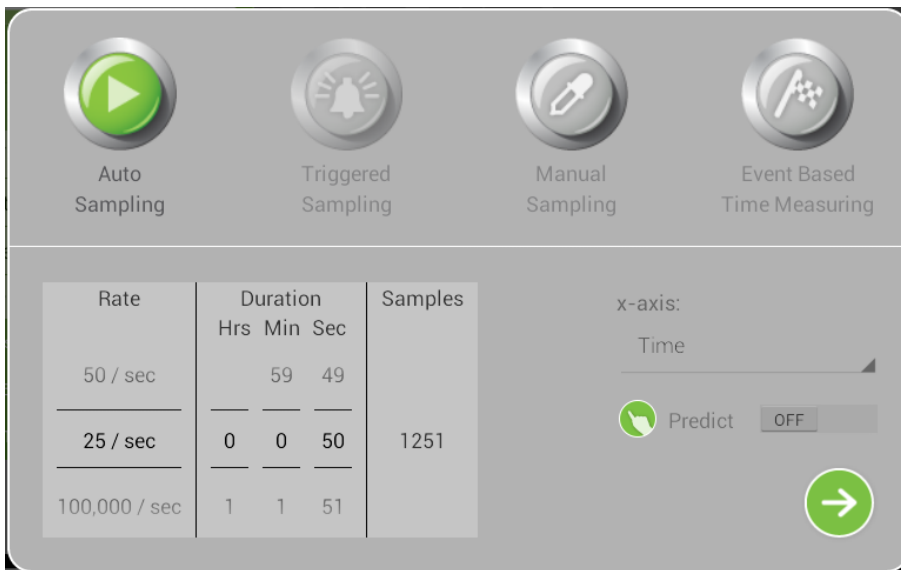 Auto
Sampling
Triggered
Sampling
Manual
Sampling
Event Based
Time Measuring
Rate
Duration
Samples
Hrs Min Sec
50 / sec
59 49
25 / sec
0 0 50
1251
100,000 / sec
1 1 51
x-axis:
Time
Predict
OFF